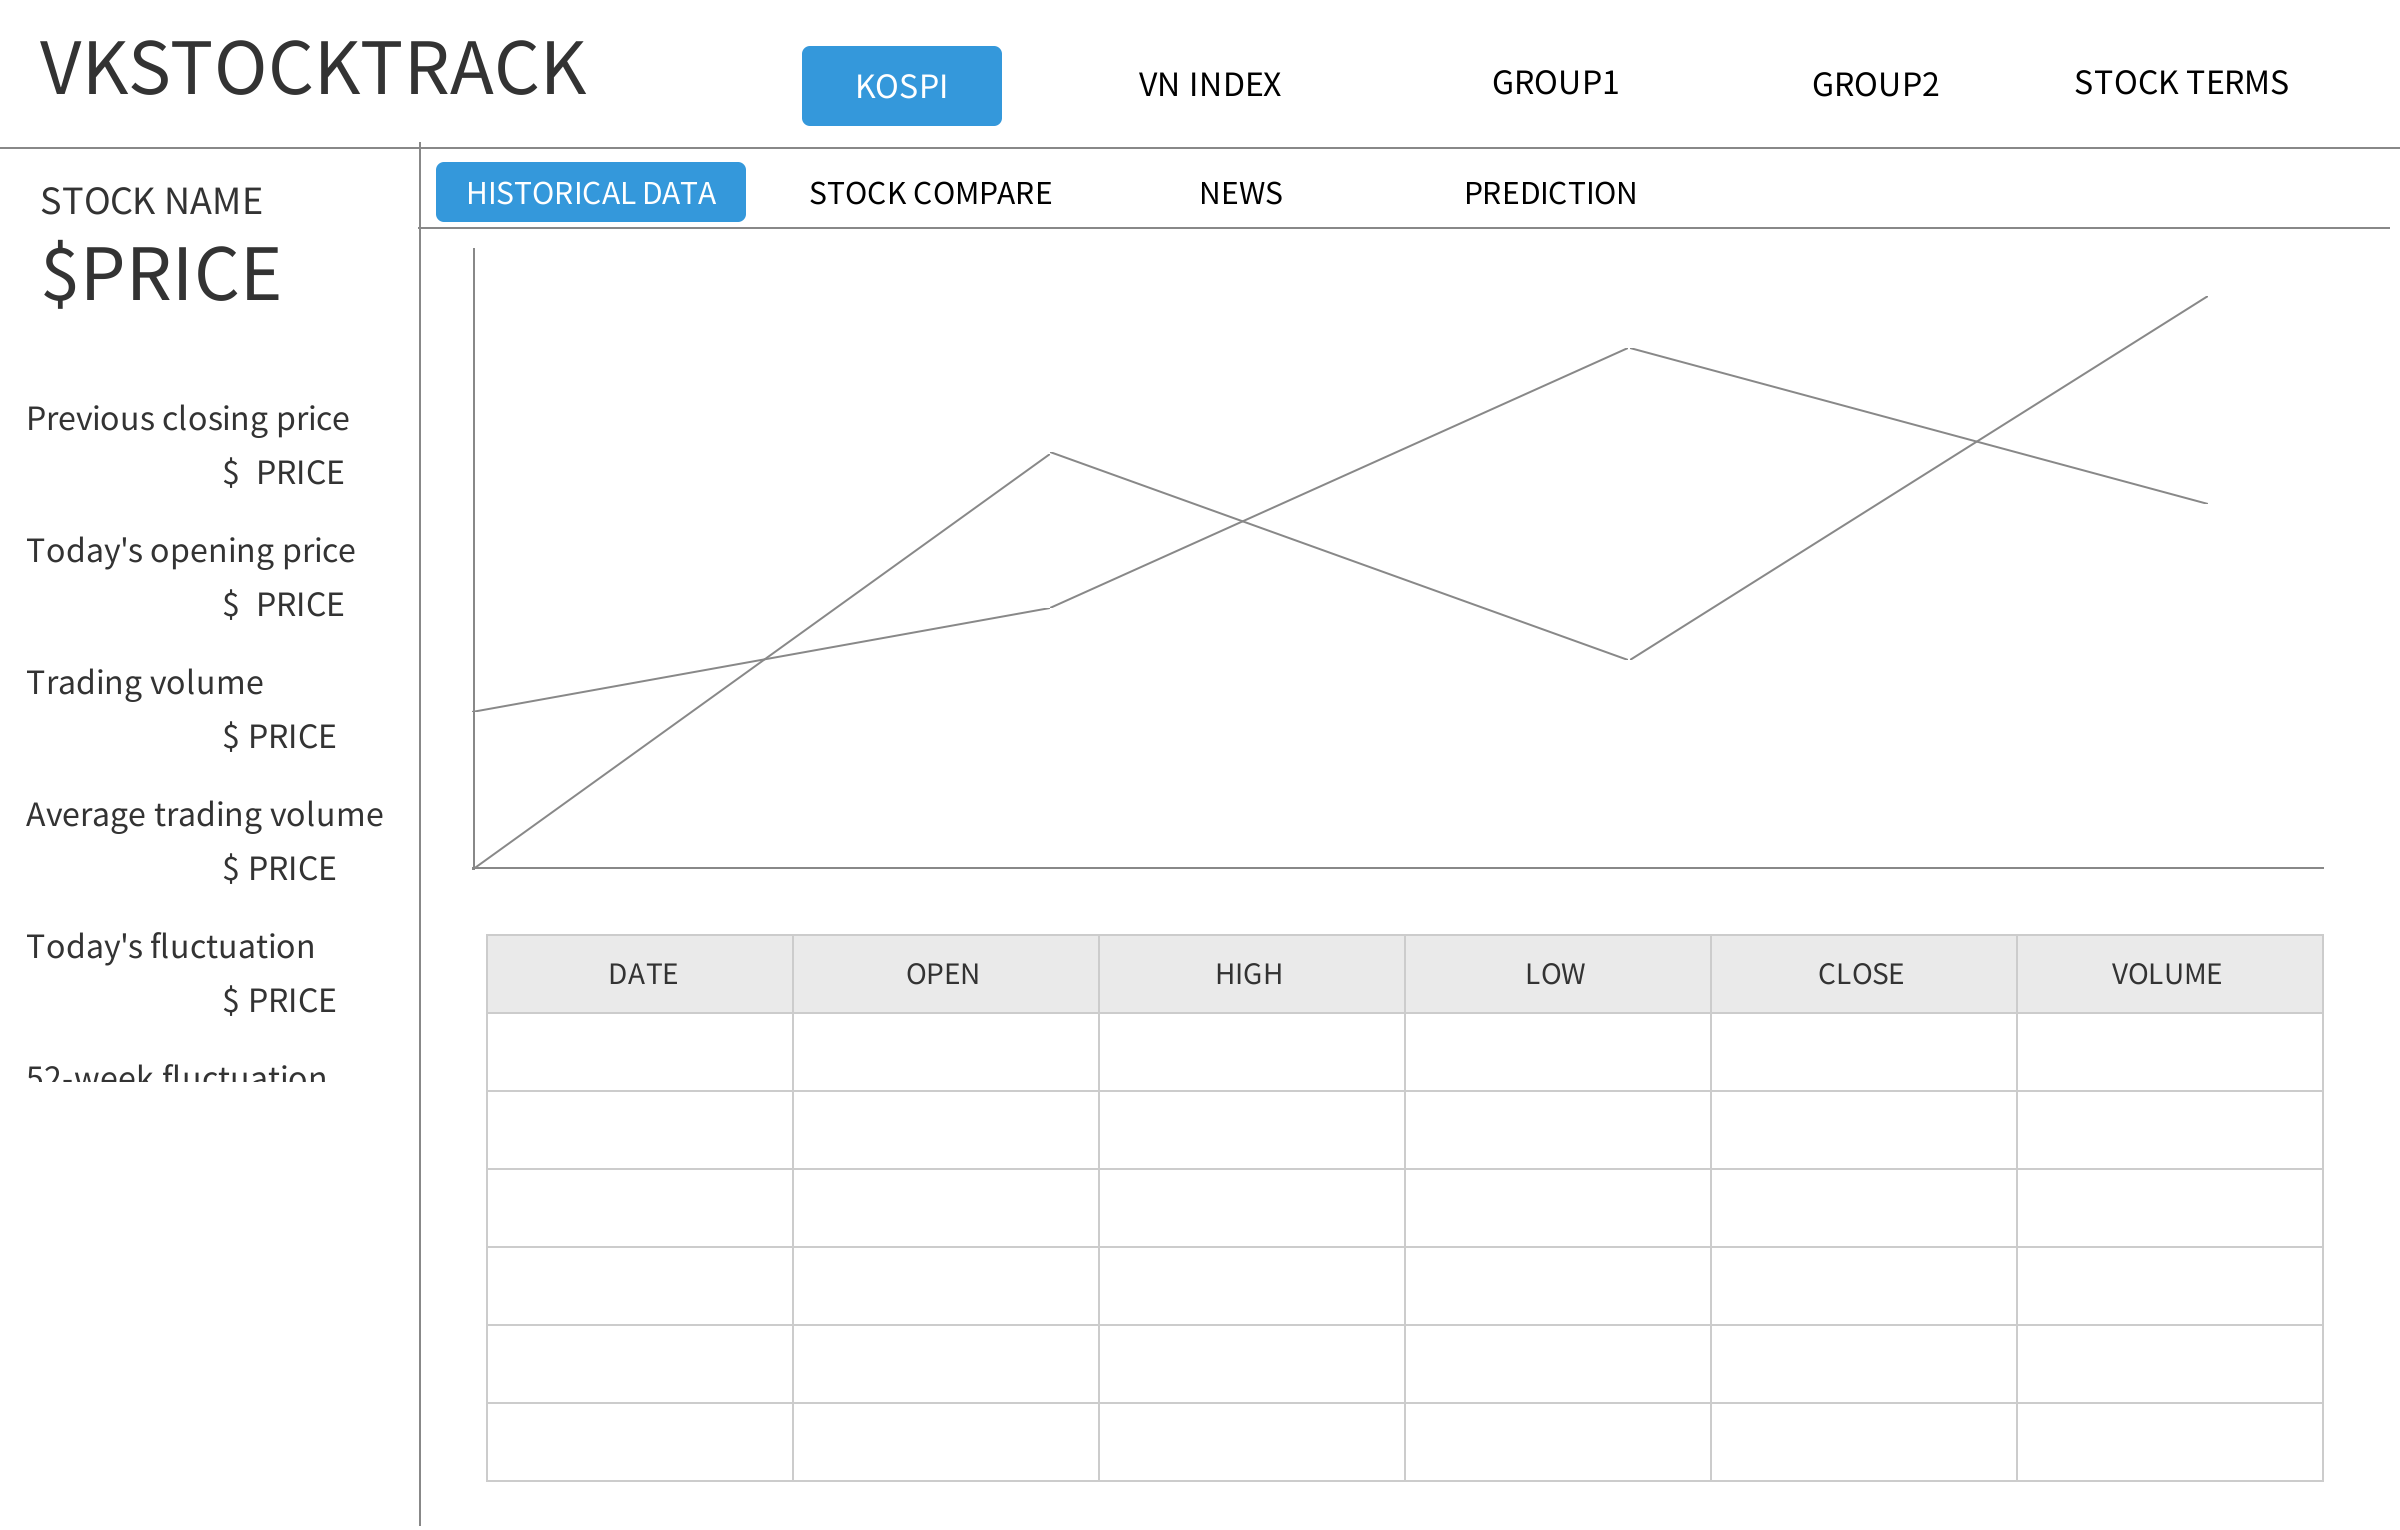 VKSTOCKTRACK
KOSPI
VN INDEX
GROUP1
GROUP2
STOCK TERMS
HISTORICAL DATA
STOCK COMPARE
NEWS
PREDICTION
STOCK NAME
$PRICE
Previous closing price
$ PRICE
Today's opening price
$ PRICE
Trading volume
$ PRICE
Average trading volume
$ PRICE
Today's fluctuation
$ PRICE
52-week fluctuation
DATE
OPEN
HIGH
LOW
CLOSE
VOLUME